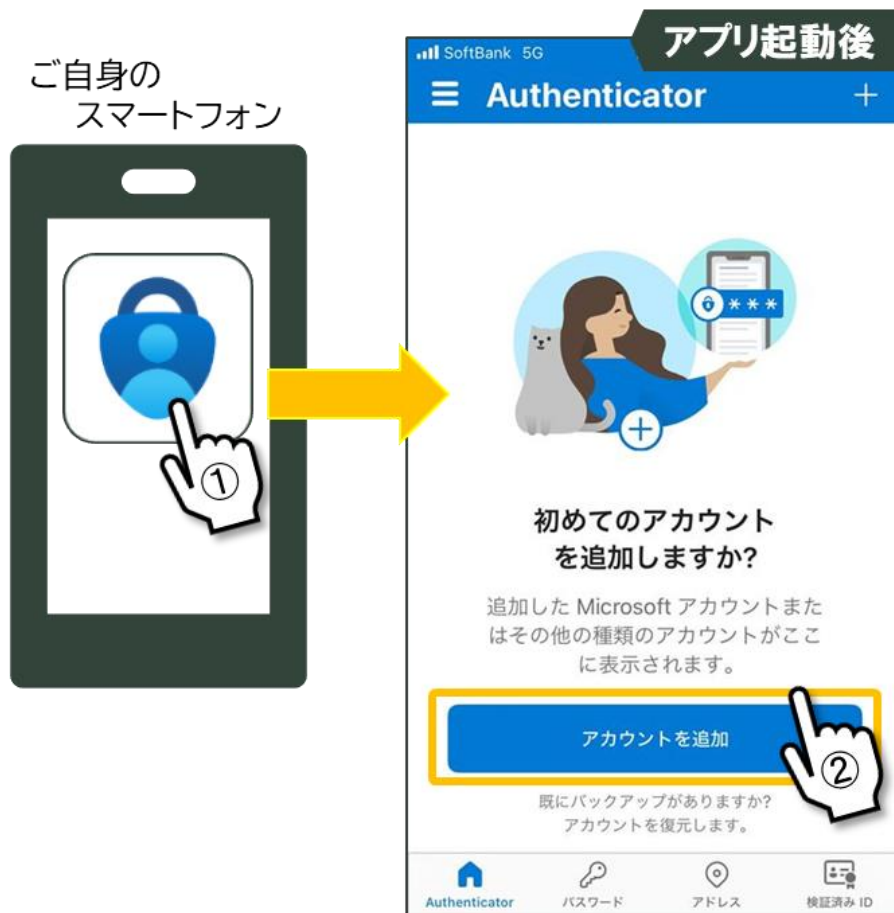 ご自身の
スマートフォン
①
アプリ起動後
SoftBank 5G
Authenticator
***
初めてのアカウント
を追加しますか?
追加した Microsoft アカウントまた
はその他の種類のアカウントがここ
に表示されます。
アカウントを追加
②
既にバックアップがありますか?
アカウントを復元します。
Authenticator パスワード アドレス 検証済み ID